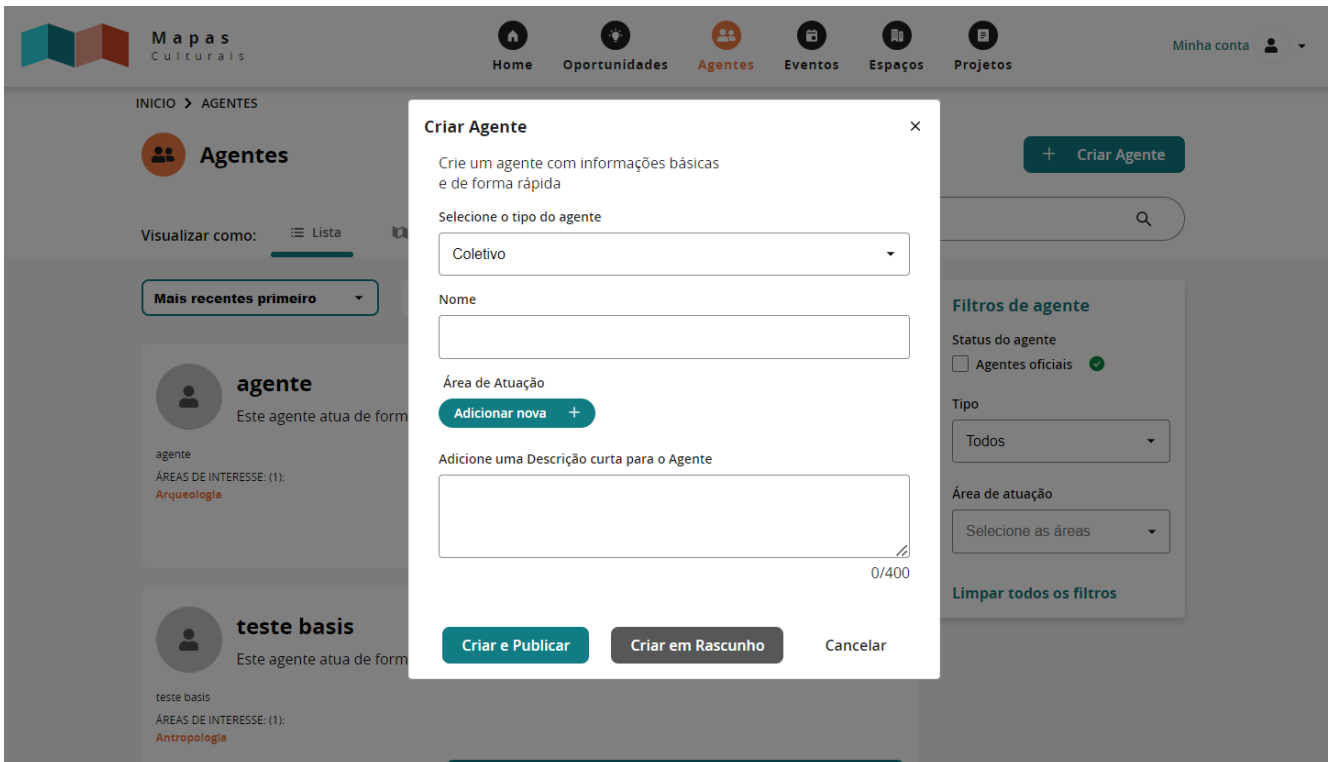 Mapas
Culturais
Home
Oportunidades
Agentes
Eventos
Espaços
Projetos
Minha conta
INICIO > AGENTES
Agentes
+ Criar Agente
Visualizar como:
Lista
Mais recentes primeiro
agente
Este agente atua de form
agente
ÁREAS DE INTERESSE: (1):
Arqueologia
teste basis
Este agente atua de form
teste basis
ÁREAS DE INTERESSE: (1):
Antropologia
Criar Agente
×
Crie um agente com informações básicas
e de forma rápida
Selecione o tipo do agente
Coletivo
Nome
Área de Atuação
Adicionar nova +
Adicione uma Descrição curta para o Agente
0/400
Criar e Publicar
Criar em Rascunho
Cancelar
Filtros de agente
Status do agente
Agentes oficiais
Tipo
Todos
Área de atuação
Selecione as áreas
Limpar todos os filtros